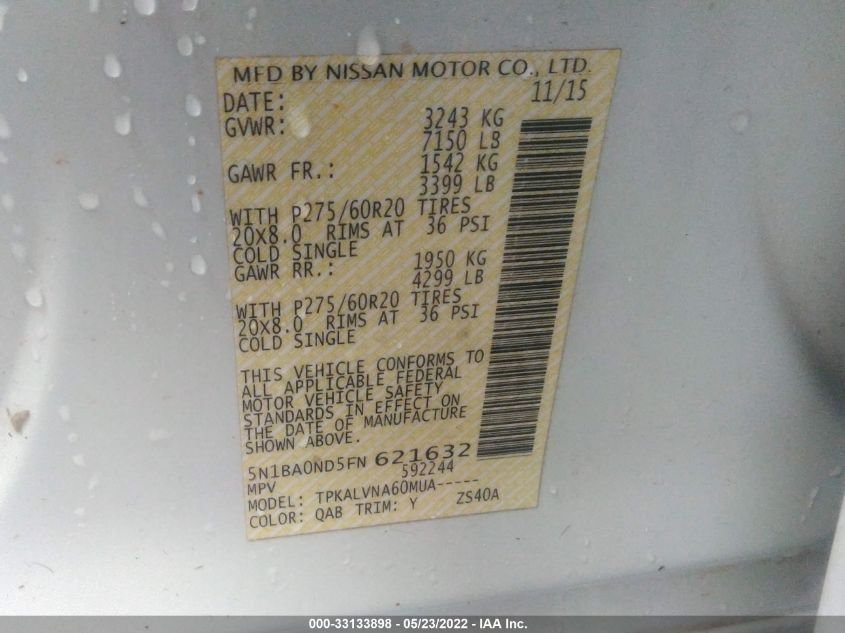 MFD BY NISSAN MOTOR CO., LTD.
DATE: 11/15
GVWR: 3243 KG
7150 LB
GAWR FR.: 1542 KG
3399 LB
WITH P275/60R20 TIRES
20X8.0 RIMS AT 36 PSI
COLD SINGLE
GAWR RR.: 1950 KG
4299 LB
WITH P275/60R20 TIRES
20X8.0 RIMS AT 36 PSI
COLD SINGLE
THIS VEHICLE CONFORMS TO
ALL APPLICABLE FEDERAL
MOTOR VEHICLE SAFETY
STANDARDS IN EFFECT ON
THE DATE OF MANUFACTURE
SHOWN ABOVE.
5N1BA0ND5FN 621632
592244
MPV
MODEL: TPKALVNA60MUA-----
COLOR: QAB TRIM: Y ZS40A
000-33133898 - 05/23/2022 - IAA Inc.